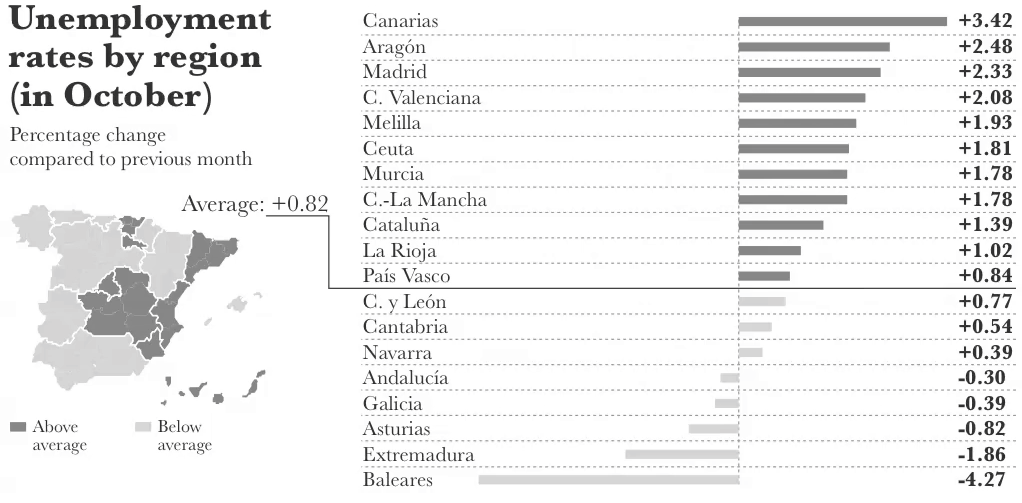 Unemployment
rates by region
(in October)
Percentage change
compared to previous month
Average: +0.82
Above
average
Below
average
Canarias +3.42
Aragón +2.48
Madrid +2.33
C. Valenciana +2.08
Melilla +1.93
Ceuta +1.81
Murcia +1.78
C.-La Mancha +1.78
Cataluña +1.39
La Rioja +1.02
País Vasco +0.84
C. y León +0.77
Cantabria +0.54
Navarra +0.39
Andalucía -0.30
Galicia -0.39
Asturias -0.82
Extremadura -1.86
Baleares -4.27